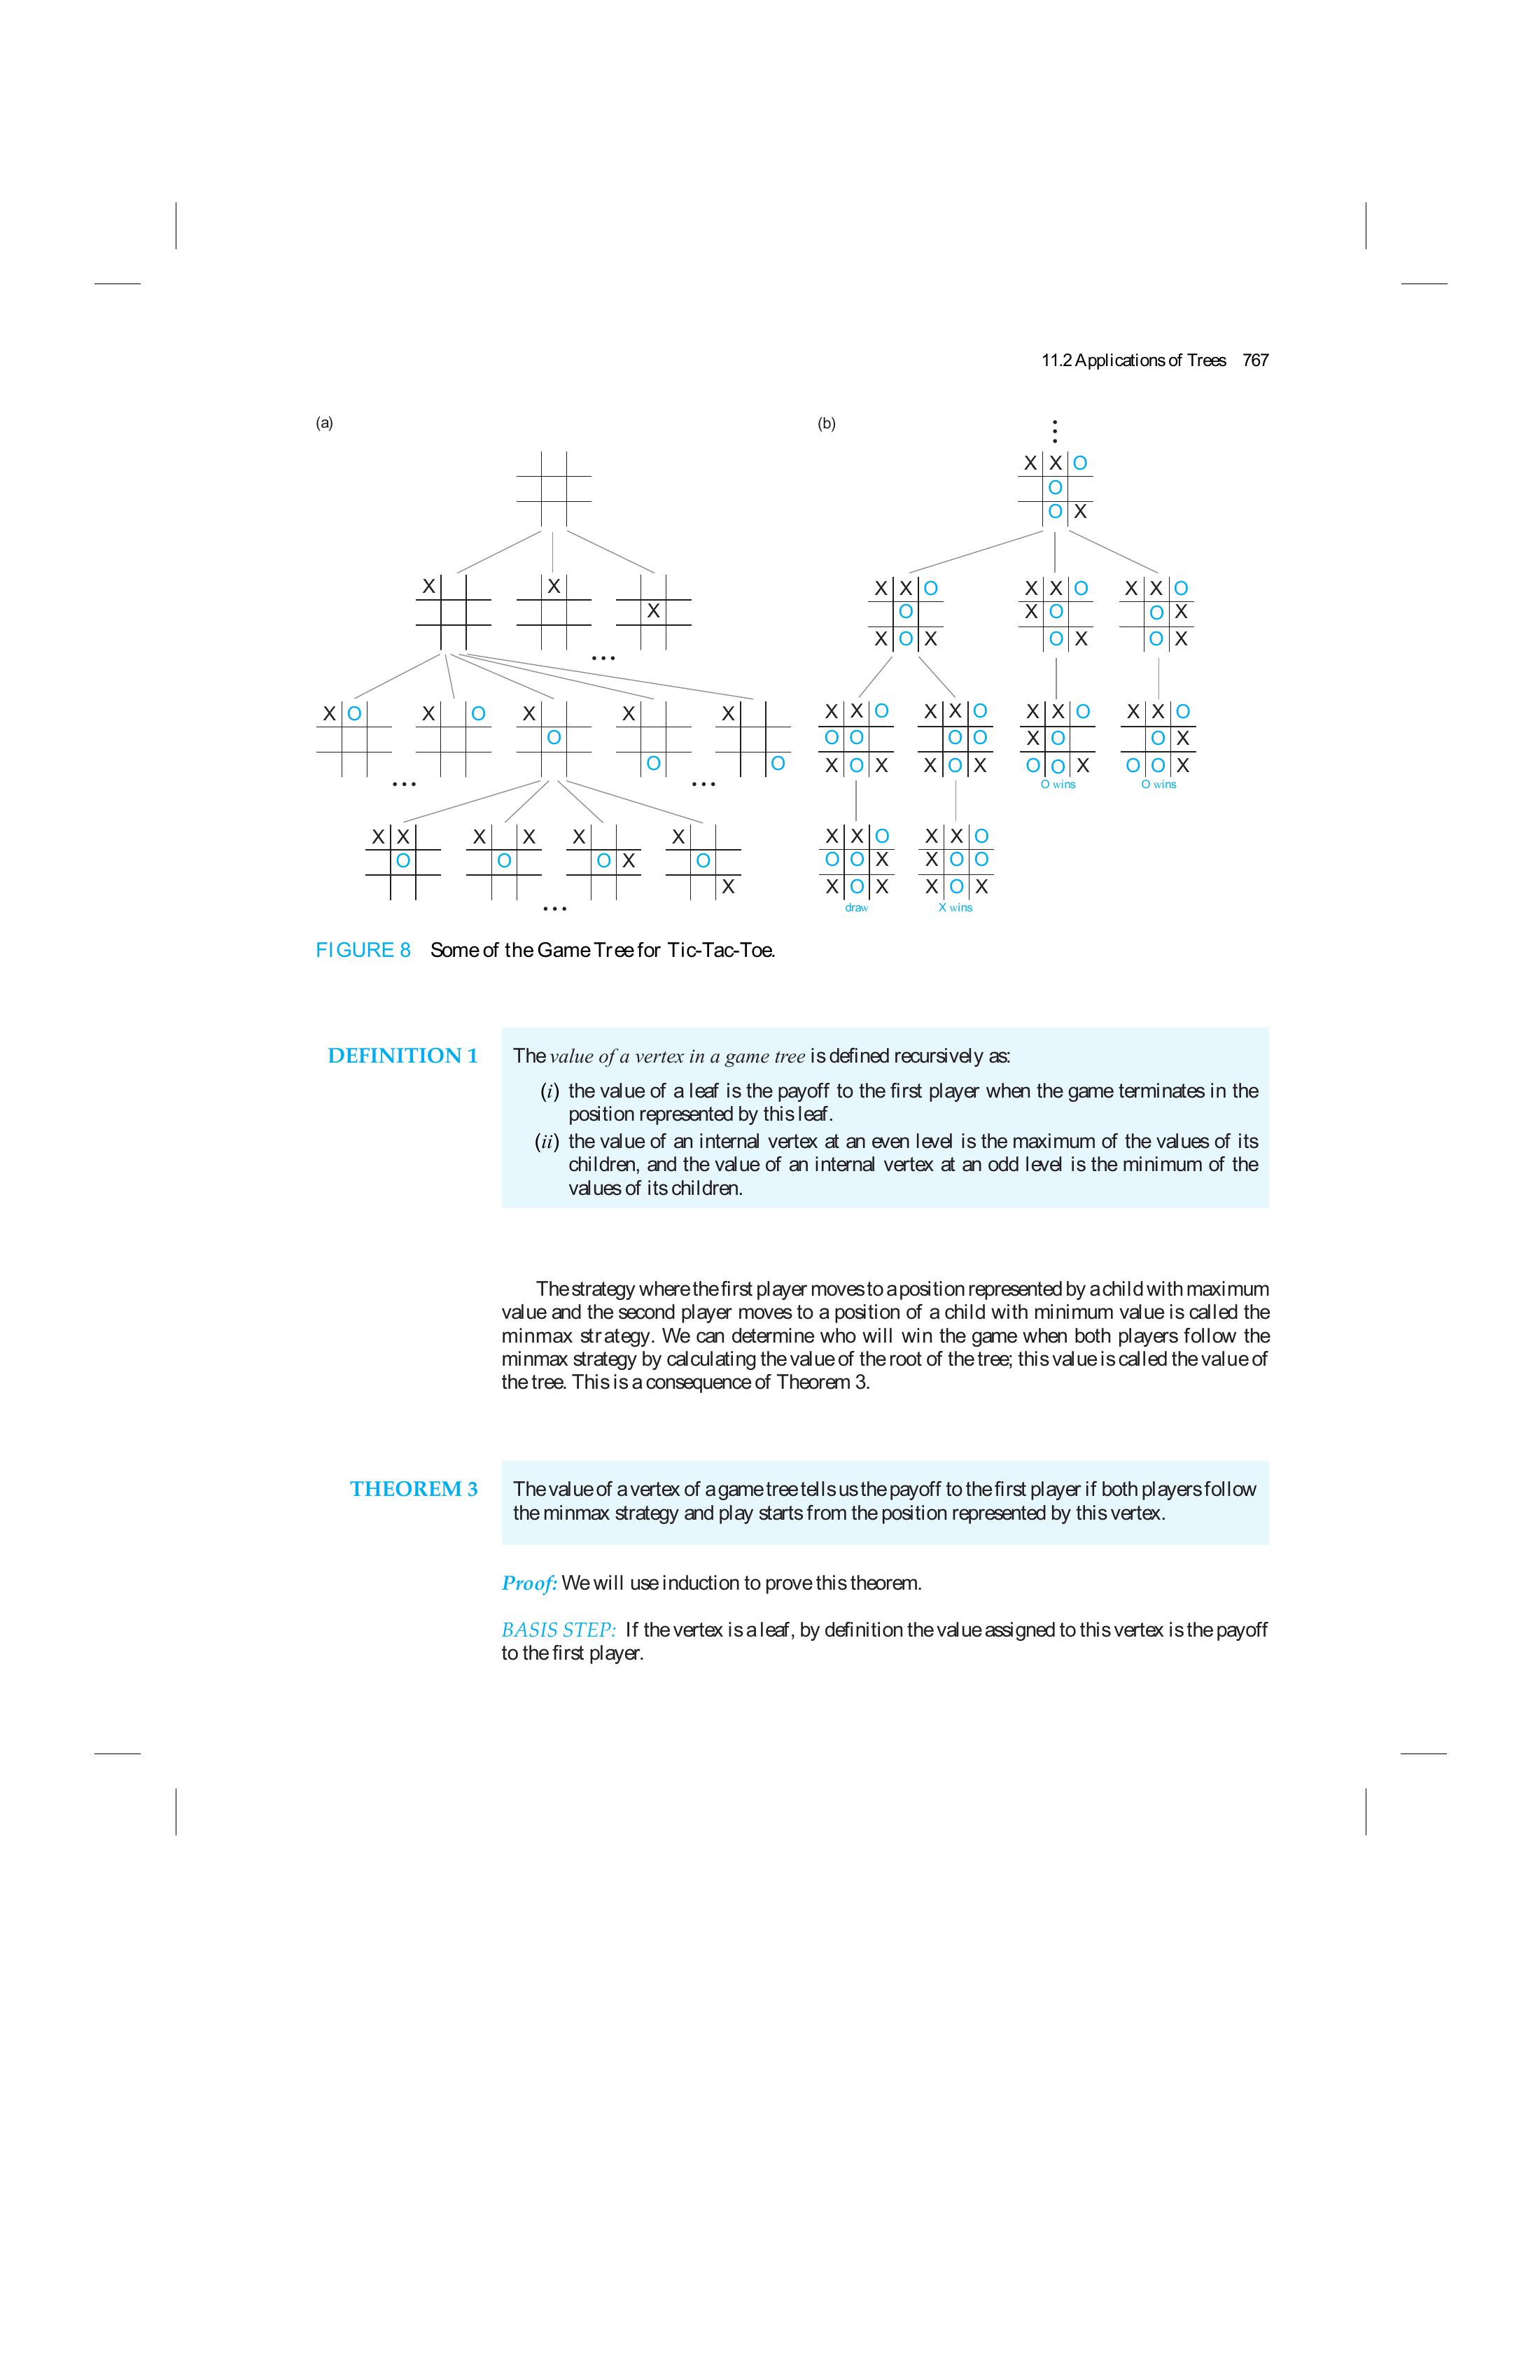 11.2 Applications of Trees 767
(a)
(b)
X X O
O
O X
X
X
X
X X O
O
X O X
X X O
X O
O X
X X O
O X
O X
X O
X O
X
O
X
O
X
O
X X O
O O
X O X
X X O
O O
X O X
X X O
X O
O O X
O wins
X X O
O X
O O X
O wins
X X
O
X X
O
X
O X
X
O
X
X X O
O O X
X O X
draw
X X O
X O O
X O X
X wins
FIGURE 8 Some of the Game Tree for Tic-Tac-Toe.
DEFINITION 1
The value of a vertex in a game tree is defined recursively as:
(i) the value of a leaf is the payoff to the first player when the game terminates in the
position represented by this leaf.
(ii) the value of an internal vertex at an even level is the maximum of the values of its
children, and the value of an internal vertex at an odd level is the minimum of the
values of its children.
The strategy where the first player moves to a position represented by a child with maximum
value and the second player moves to a position of a child with minimum value is called the
minmax strategy. We can determine who will win the game when both players follow the
minmax strategy by calculating the value of the root of the tree; this value is called the value of
the tree. This is a consequence of Theorem 3.
THEOREM 3
The value of a vertex of a game tree tells us the payoff to the first player if both players follow
the minmax strategy and play starts from the position represented by this vertex.
Proof: We will use induction to prove this theorem.
BASIS STEP: If the vertex is a leaf, by definition the value assigned to this vertex is the payoff
to the first player.